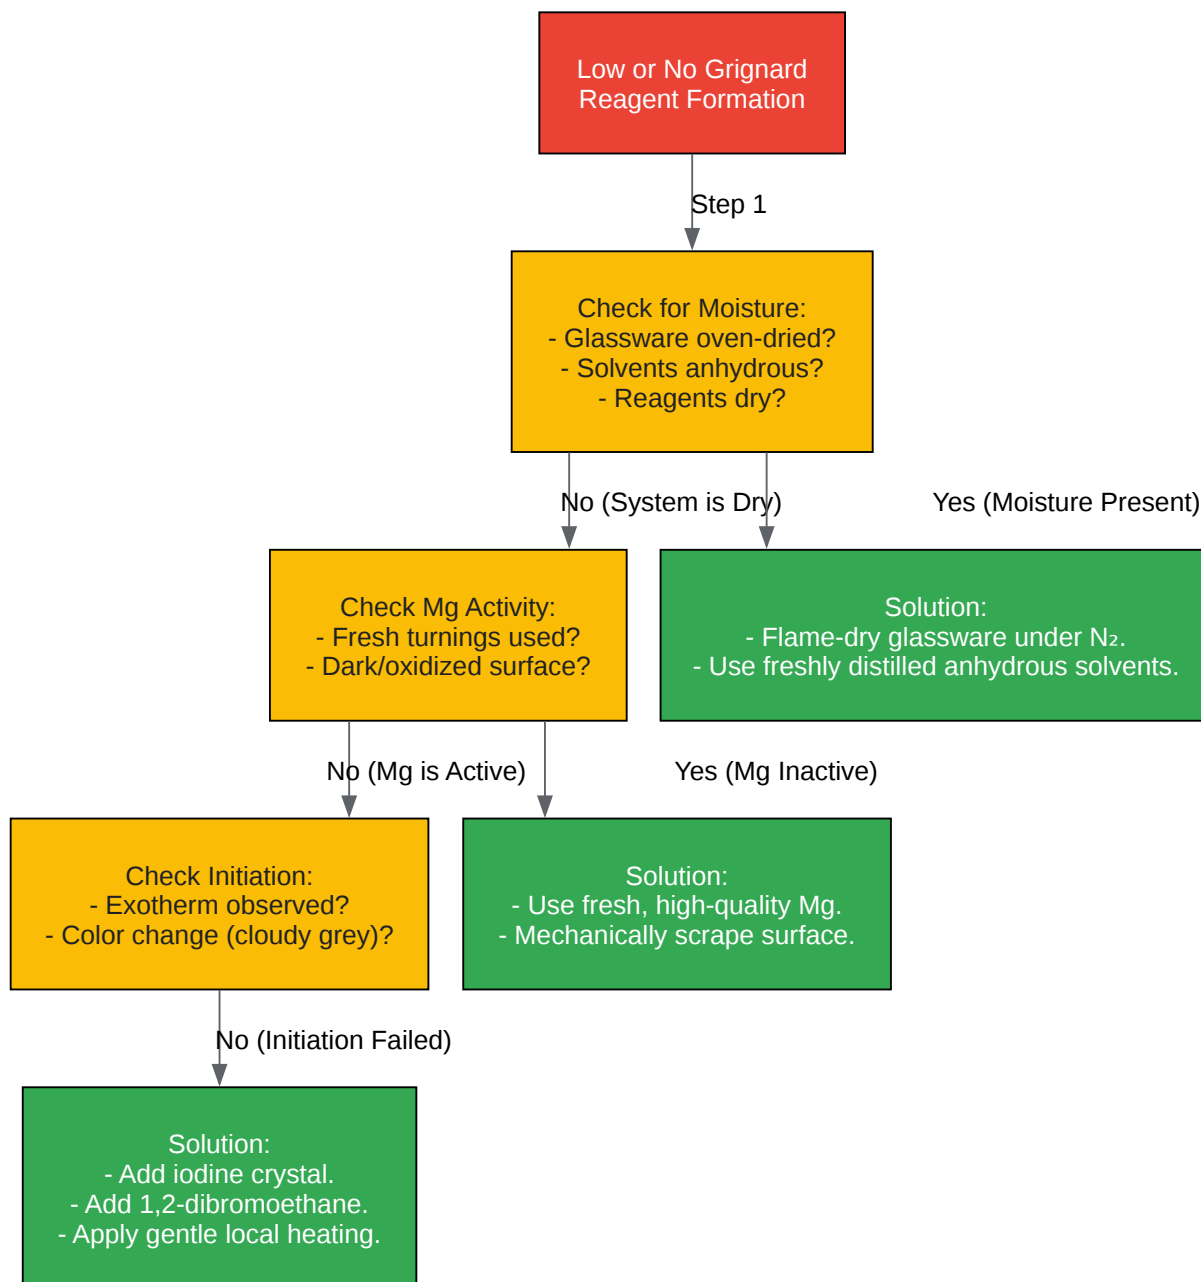 Low or No Grignard
Reagent Formation
Step 1
Check for Moisture:
- Glassware oven-dried?
- Solvents anhydrous?
- Reagents dry?
No (System is Dry)
Yes (Moisture Present)
Check Mg Activity:
- Fresh turnings used?
- Dark/oxidized surface?
Solution:
- Flame-dry glassware under N₂.
- Use freshly distilled anhydrous solvents.
No (Mg is Active)
Yes (Mg Inactive)
Check Initiation:
- Exotherm observed?
- Color change (cloudy grey)?
Solution:
- Use fresh, high-quality Mg.
- Mechanically scrape surface.
No (Initiation Failed)
Solution:
- Add iodine crystal.
- Add 1,2-dibromoethane.
- Apply gentle local heating.